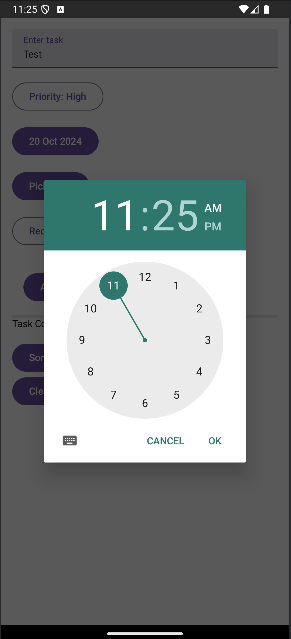 11:25
Enter task
Test
Priority: High
20 Oct 2024
Pic
Rec
A
Task Co
Sor
Cle
11:25
AM
PM
12
1
2
3
4
5
6
7
8
9
10
11
CANCEL
OK